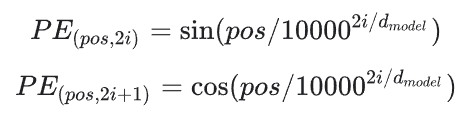 PE_{(pos,2i)} = sin(pos/10000^{2i/d_{model}})
PE_{(pos,2i+1)} = cos(pos/10000^{2i/d_{model}})